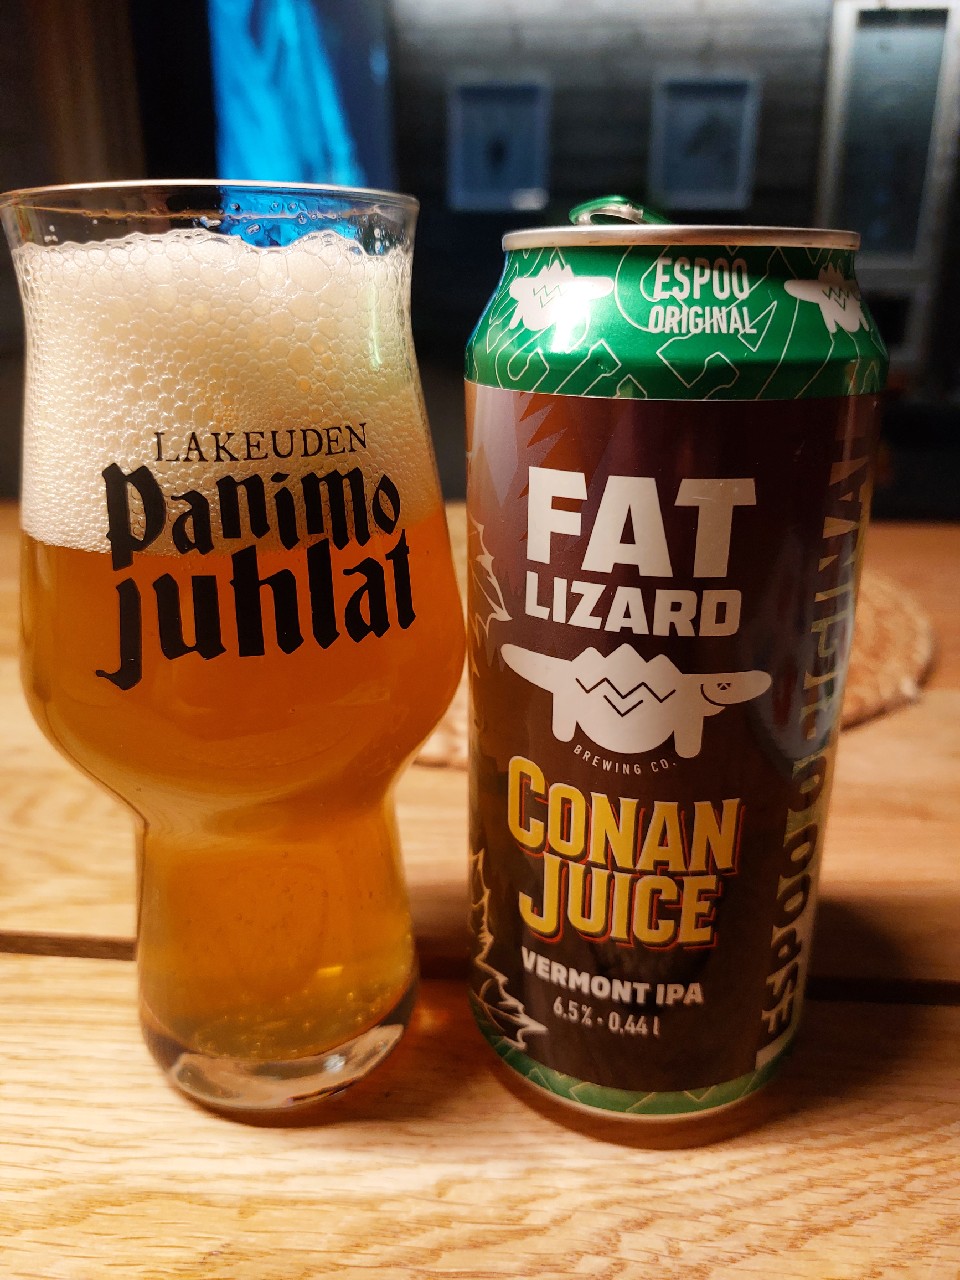 LAKEUDEN
Panimo
juhlat
ESPOO
ORIGINAL
FAT
LIZARD
BREWING CO.
CONAN
JUICE
VERMONT IPA
6.5% · 0.44 l